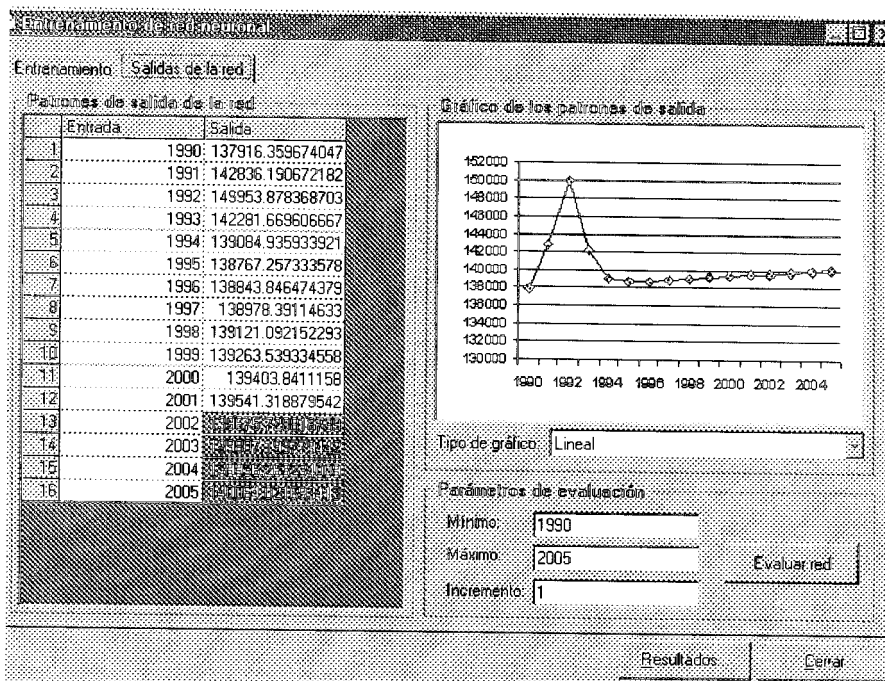 Entrenamiento de red neuronal
Entrenamiento
Salidas de la red
Patrones de salida de la red
Entrada Salida
1 1990 137916.359674047
2 1991 142836.190672182
3 1992 149953.878368703
4 1993 142281.669606667
5 1994 139084.935933921
6 1995 138767.257333578
7 1996 138843.846474379
8 1997 138978.39114633
9 1998 139121.092152293
10 1999 139263.539334558
11 2000 139403.8411158
12 2001 139541.318879542
13 2002
14 2003
15 2004
16 2005
Gráfico de los patrones de salida
152000
150000
148000
146000
144000
142000
140000
138000
136000
134000
132000
130000
1990 1992 1994 1996 1998 2000 2002 2004
Tipo de gráfico: Lineal
Parámetros de evaluación
Mínimo: 1990
Máximo: 2005
Incremento: 1
Evaluar red
Resultados
Cerrar